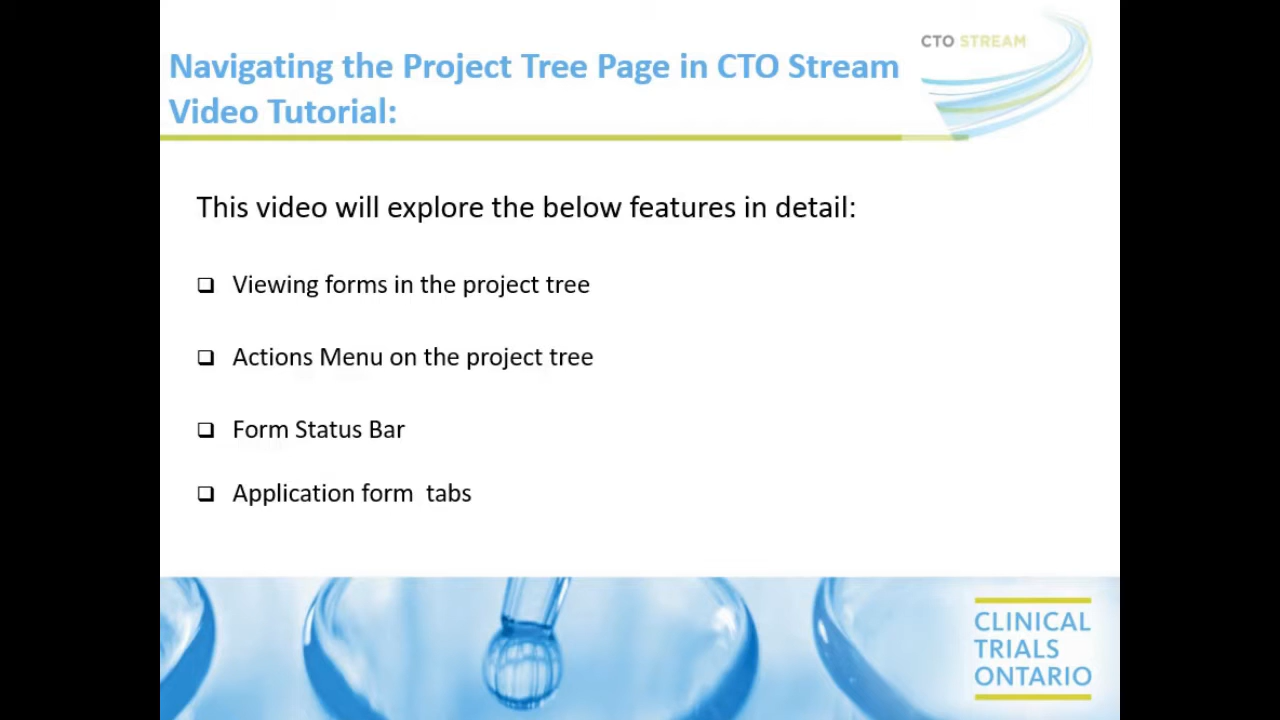 CTO STREAM
Navigating the Project Tree Page in CTO Stream
Video Tutorial:
This video will explore the below features in detail:
Viewing forms in the project tree
Actions Menu on the project tree
Form Status Bar
Application form  tabs
CLINICAL
TRIALS
ONTARIO